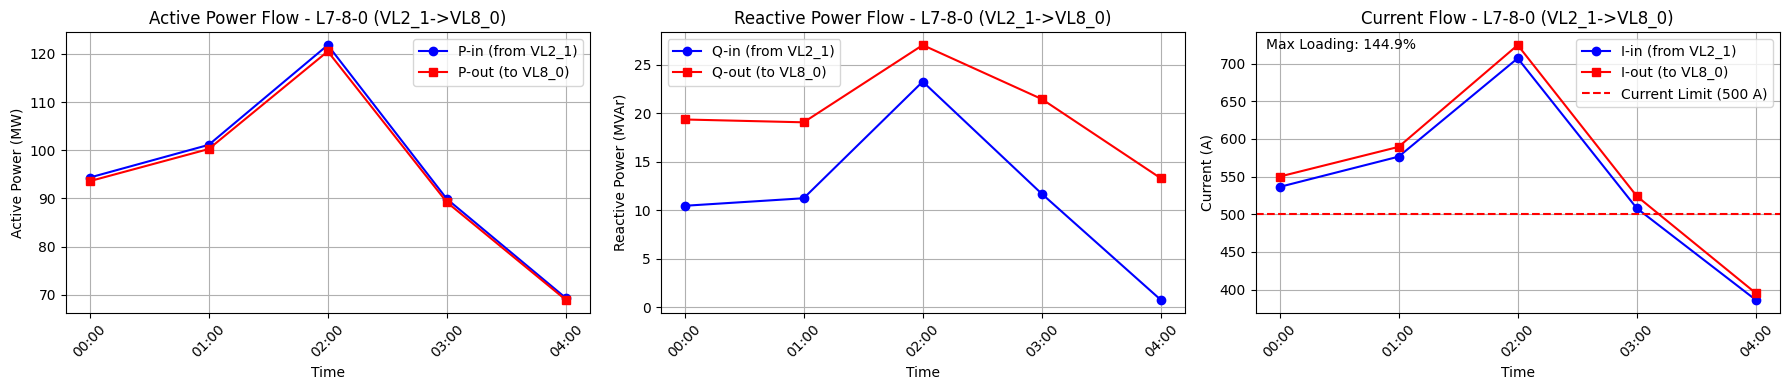 Active Power Flow - L7-8-0 (VL2_1->VL8_0)
P-in (from VL2_1)
P-out (to VL8_0)
Active Power (MW)
120
110
100
90
80
70
00:00
01:00
02:00
03:00
04:00
Time
Reactive Power Flow - L7-8-0 (VL2_1->VL8_0)
Q-in (from VL2_1)
Q-out (to VL8_0)
Reactive Power (MVAr)
25
20
15
10
5
0
00:00
01:00
02:00
03:00
04:00
Time
Current Flow - L7-8-0 (VL2_1->VL8_0)
Max Loading: 144.9%
I-in (from VL2_1)
I-out (to VL8_0)
Current Limit (500 A)
Current (A)
700
650
600
550
500
450
400
00:00
01:00
02:00
03:00
04:00
Time